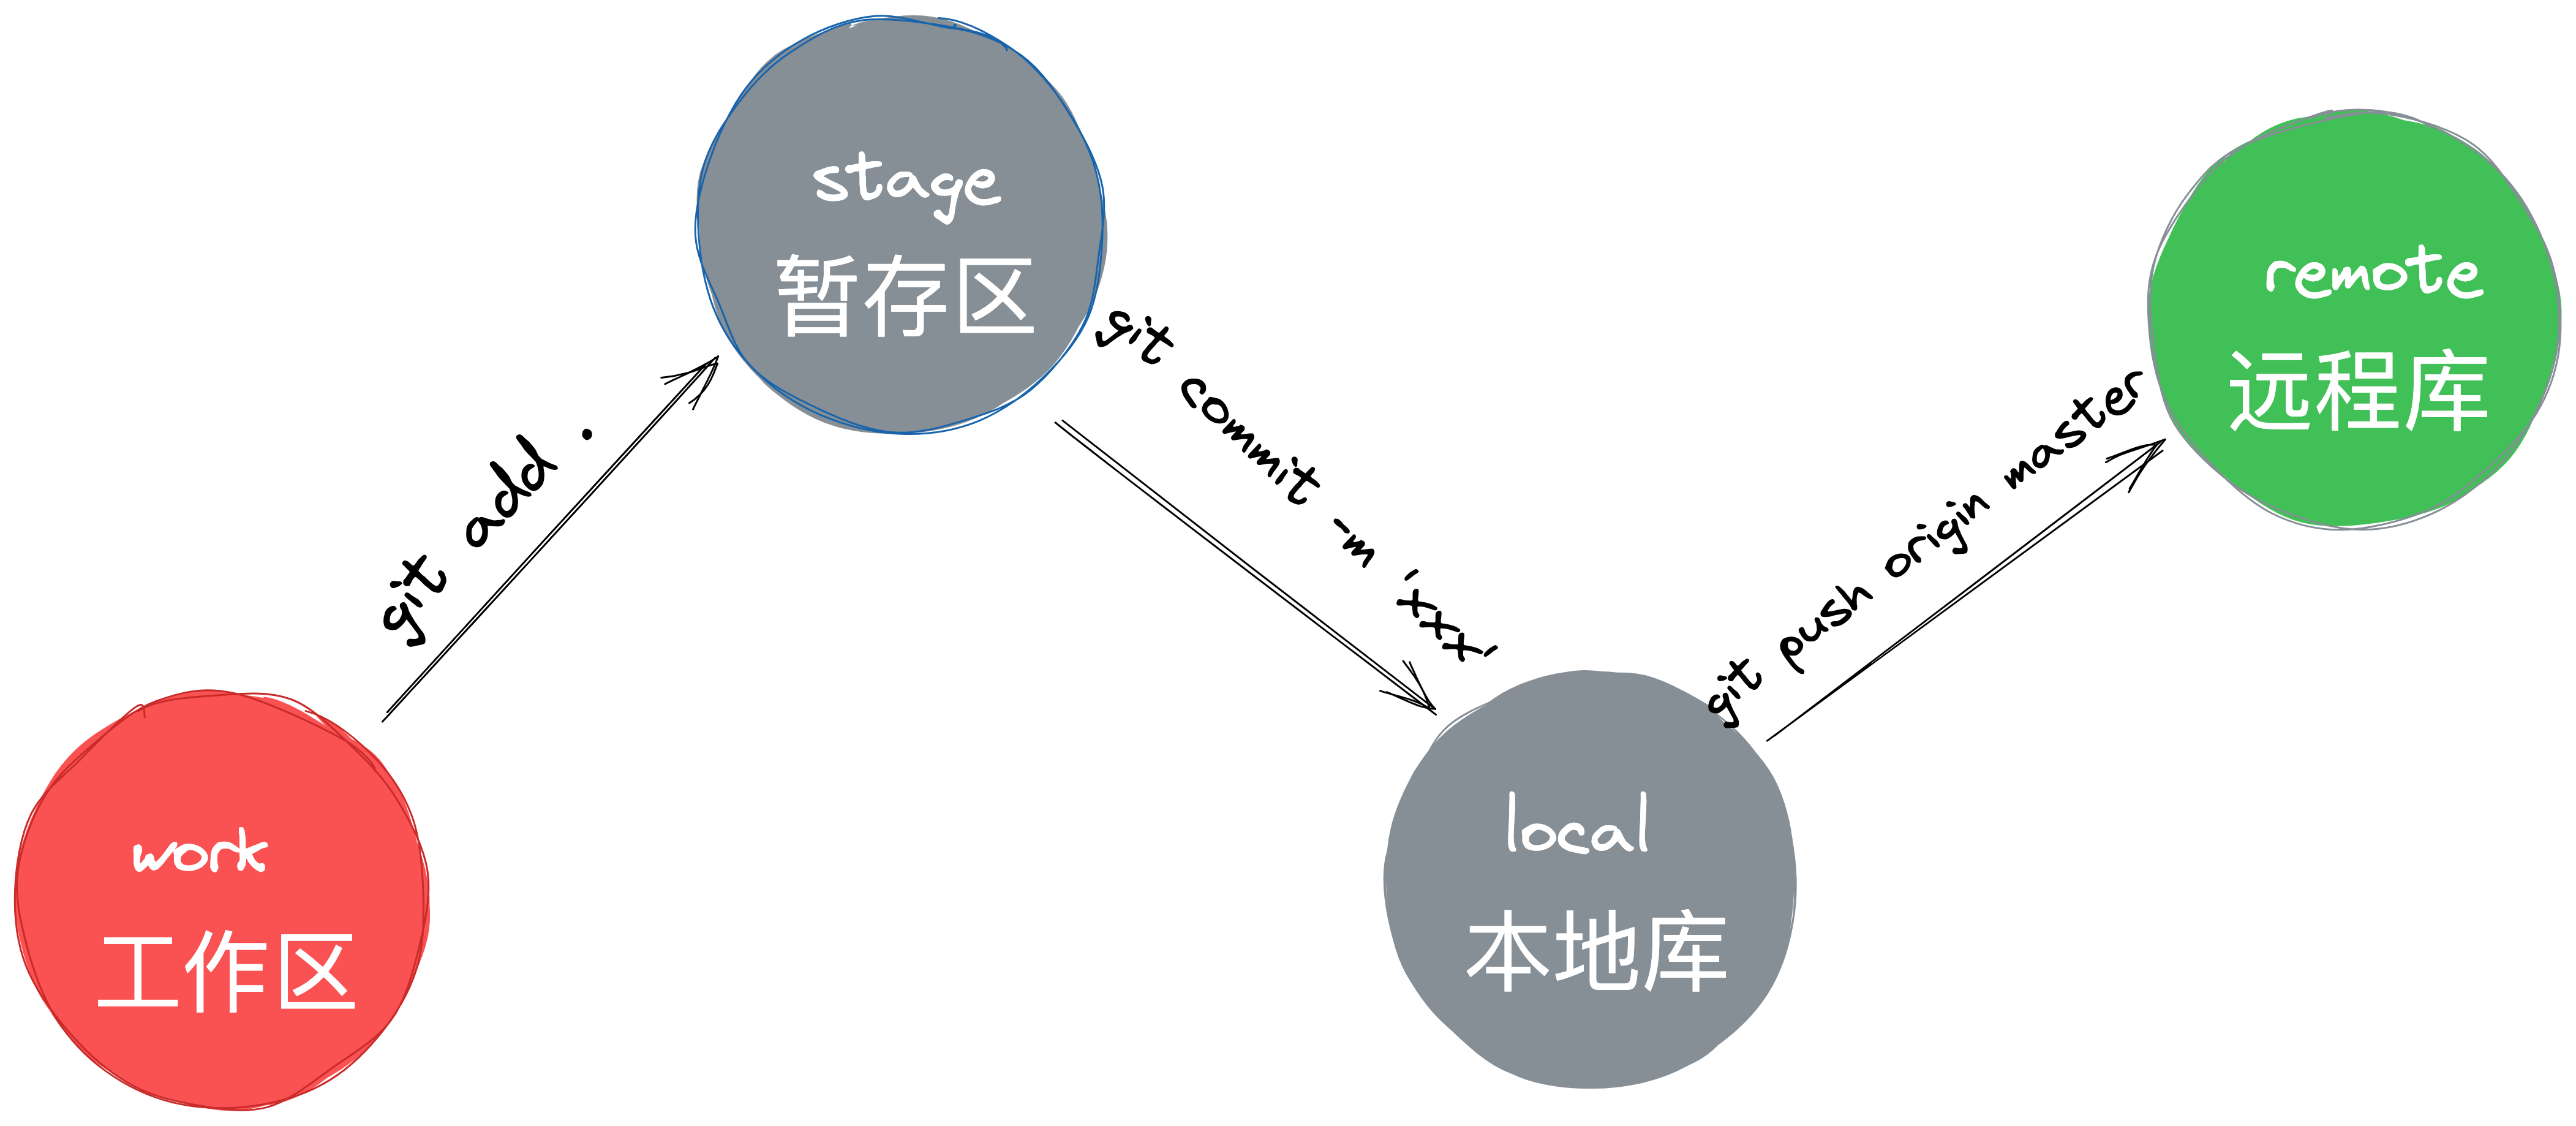 work
工作区
git add .
stage
暂存区
git commit -m 'xxx'
local
本地库
git push origin master
remote
远程库